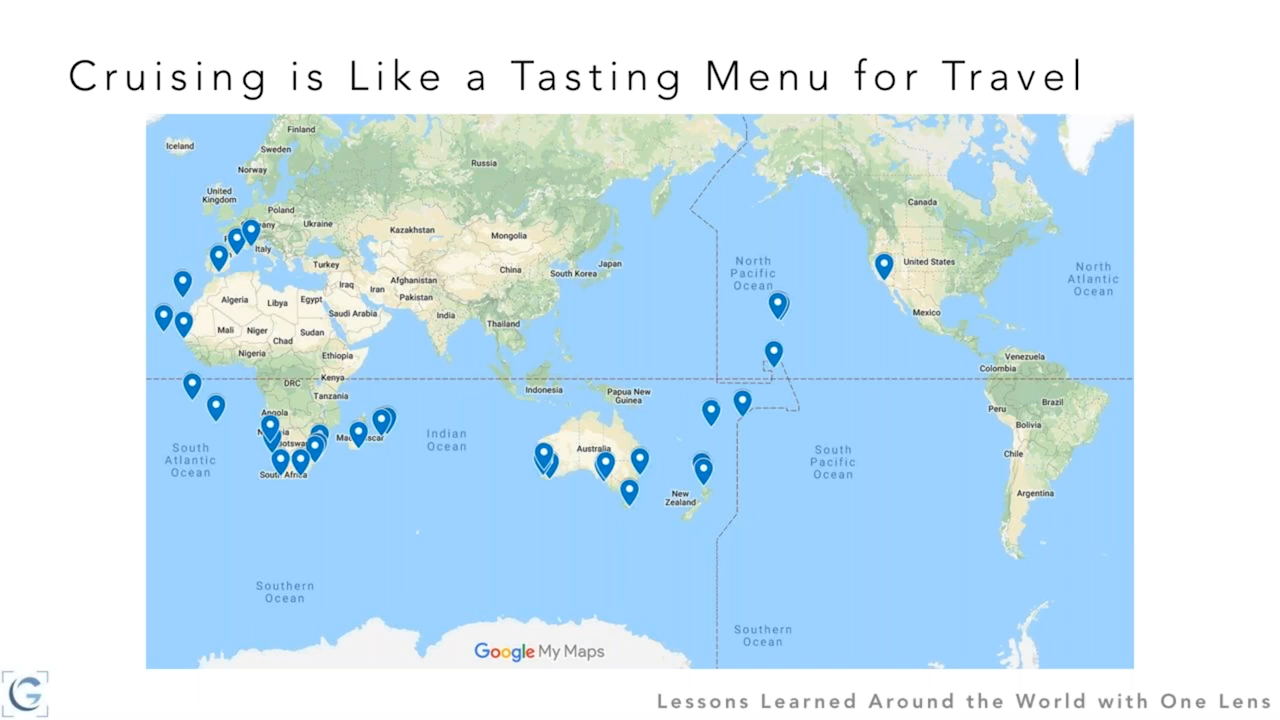 Cruising is Like a Tasting Menu for Travel
Iceland
Finland
Sweden
Norway
Russia
United
Kingdom
Poland
Ukraine
Italy
Kazakhstan
Mongolia
Turkey
Afghanistan
China
South Korea
Japan
Iraq
Iran
Pakistan
Algeria
Libya
Egypt
Saudi Arabia
India
Thailand
Mali
Niger
Chad
Sudan
Nigeria
Ethiopia
DRC
Kenya
Tanzania
Angola
Indonesia
Papua New
Guinea
Australia
New
Zealand
South Africa
Indian
Ocean
South
Atlantic
Ocean
Southern
Ocean
North
Pacific
Ocean
South
Pacific
Ocean
Southern
Ocean
Canada
United States
Mexico
North
Atlantic
Ocean
Venezuela
Colombia
Peru
Brazil
Bolivia
Chile
Argentina
Google My Maps
G
Lessons Learned Around the World with One Lens